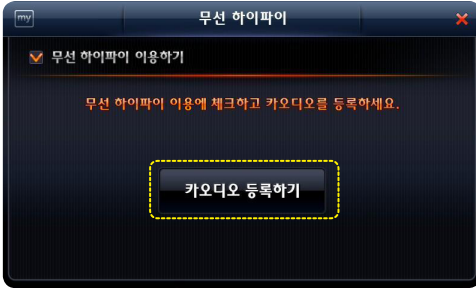 my
무선 하이파이
무선 하이파이 이용하기
무선 하이파이 이용에 체크하고 카오디오를 등록하세요.
카오디오 등록하기